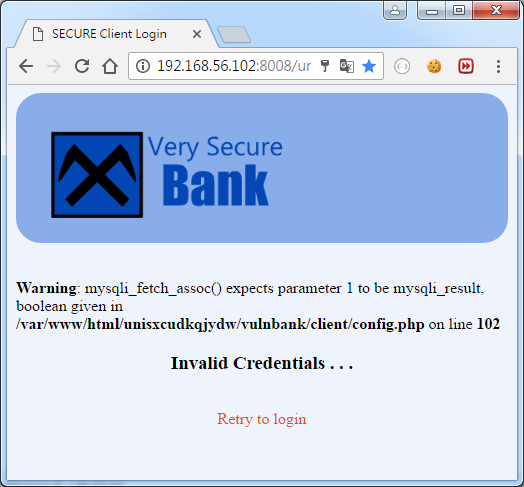 SECURE Client Login
192.168.56.102:8008/ur
Very Secure
Bank
Warning: mysqli_fetch_assoc() expects parameter 1 to be mysqli_result,
boolean given in
/var/www/html/unisxcudkqjydw/vulnbank/client/config.php on line 102
Invalid Credentials . . .
Retry to login